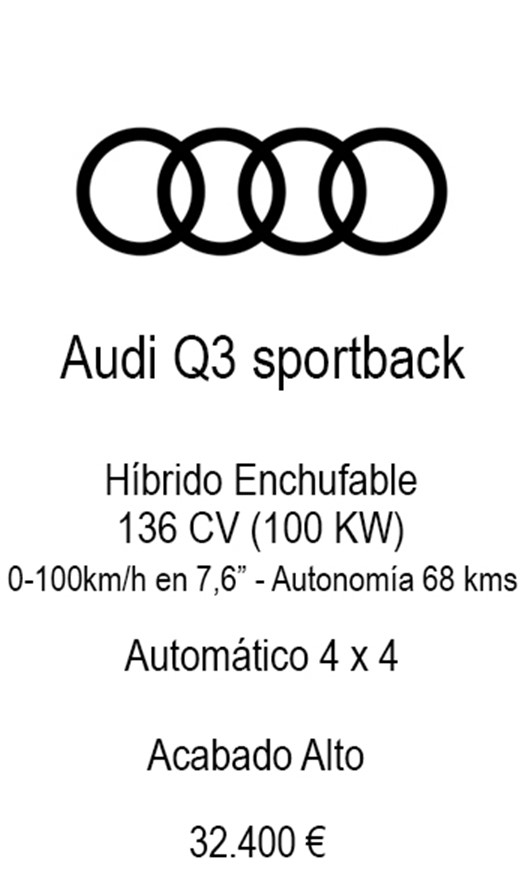 Audi Q3 sportback
Híbrido Enchufable
136 CV (100 KW)
0-100km/h en 7,6” - Autonomía 68 kms
Automático 4 x 4
Acabado Alto
32.400 €